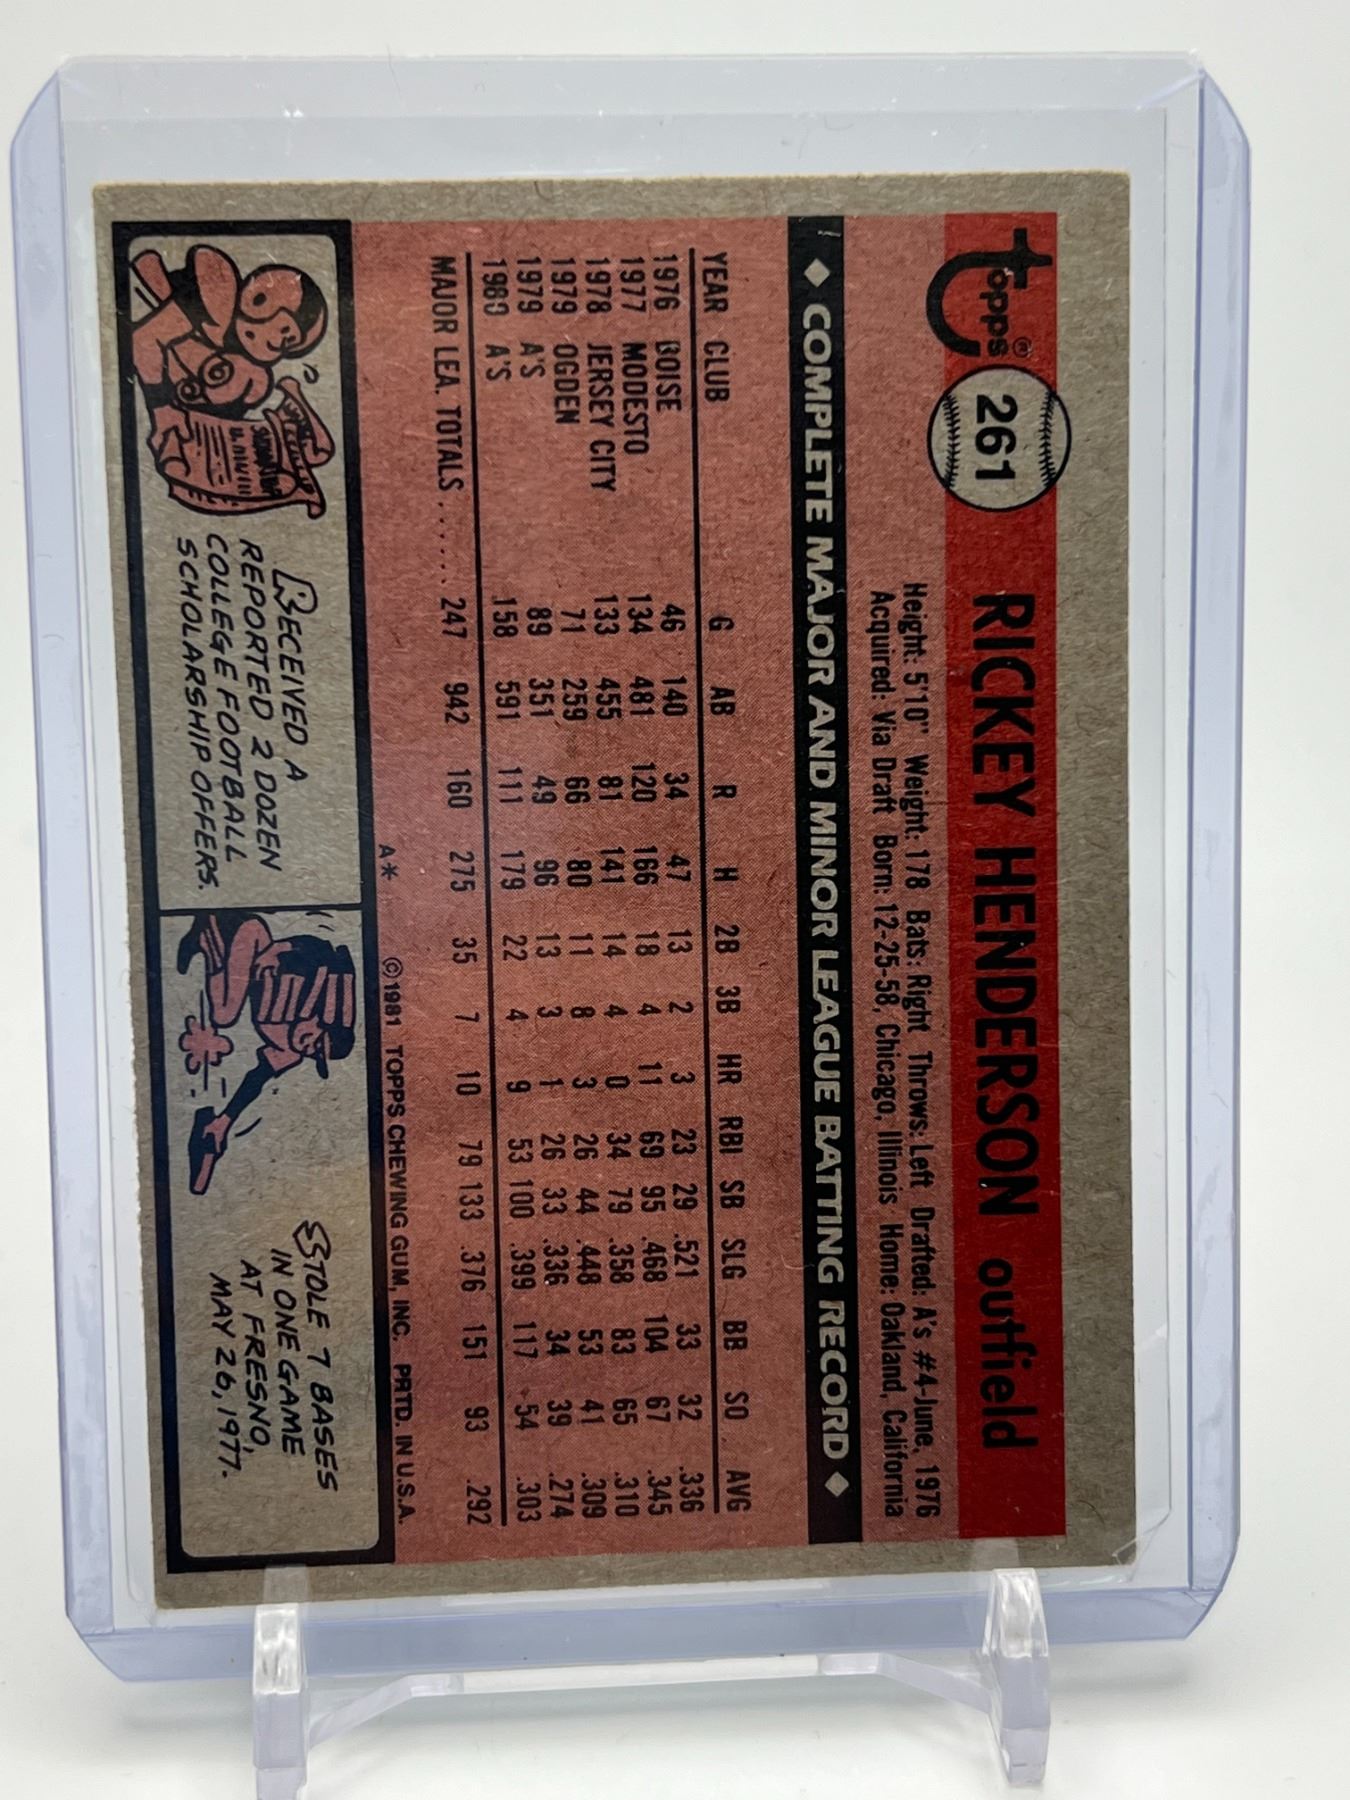 Topps®
261
RICKEY HENDERSON outfield
Height: 5'10" Weight: 178 Bats: Right Throws: Left Drafted: A's #4-June, 1976
Acquired: Via Draft Born: 12-25-58, Chicago, Illinois Home: Oakland, California
◆ COMPLETE MAJOR AND MINOR LEAGUE BATTING RECORD ◆
YEAR CLUB G AB R H 2B 3B HR RBI SB SLG BB SO AVG
1976 BOISE 46 140 34 47 13 2 3 23 29 .521 33 32 .336
1977 MODESTO 134 481 120 166 18 4 11 69 95 .468 104 67 .345
1978 JERSEY CITY 133 455 81 141 14 4 0 34 79 .358 83 65 .310
1979 OGDEN 71 259 66 80 11 8 3 26 44 .448 53 41 .309
1979 A'S 89 351 49 96 13 3 1 26 33 .336 34 39 .274
1980 A'S 158 591 111 179 22 4 9 53 100 .399 117 54 .303
MAJOR LEA. TOTALS ...... 247 942 160 275 35 7 10 79 133 .376 151 93 .292
A* ©1981 TOPPS CHEWING GUM, INC. PRTD. IN U.S.A.
RECEIVED A
REPORTED 2 DOZEN
COLLEGE FOOTBALL
SCHOLARSHIP OFFERS.
STOLE 7 BASES
IN ONE GAME
AT FRESNO,
MAY 26, 1977.